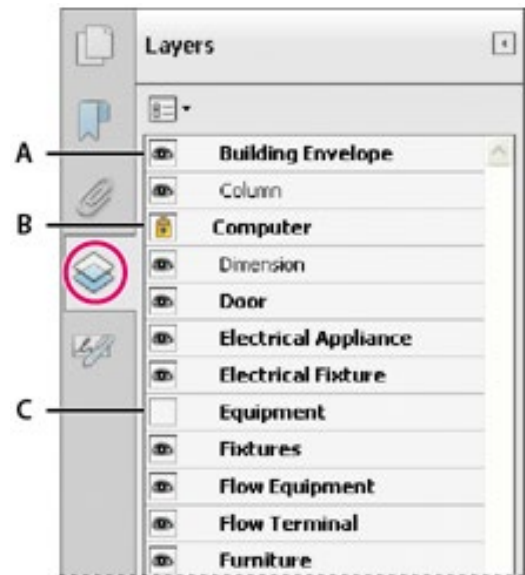 Layers
A
Building Envelope
Column
B
Computer
Dimension
Door
Electrical Appliance
Electrical Fixture
C
Equipment
Fixtures
Flow Equipment
Flow Terminal
Furniture